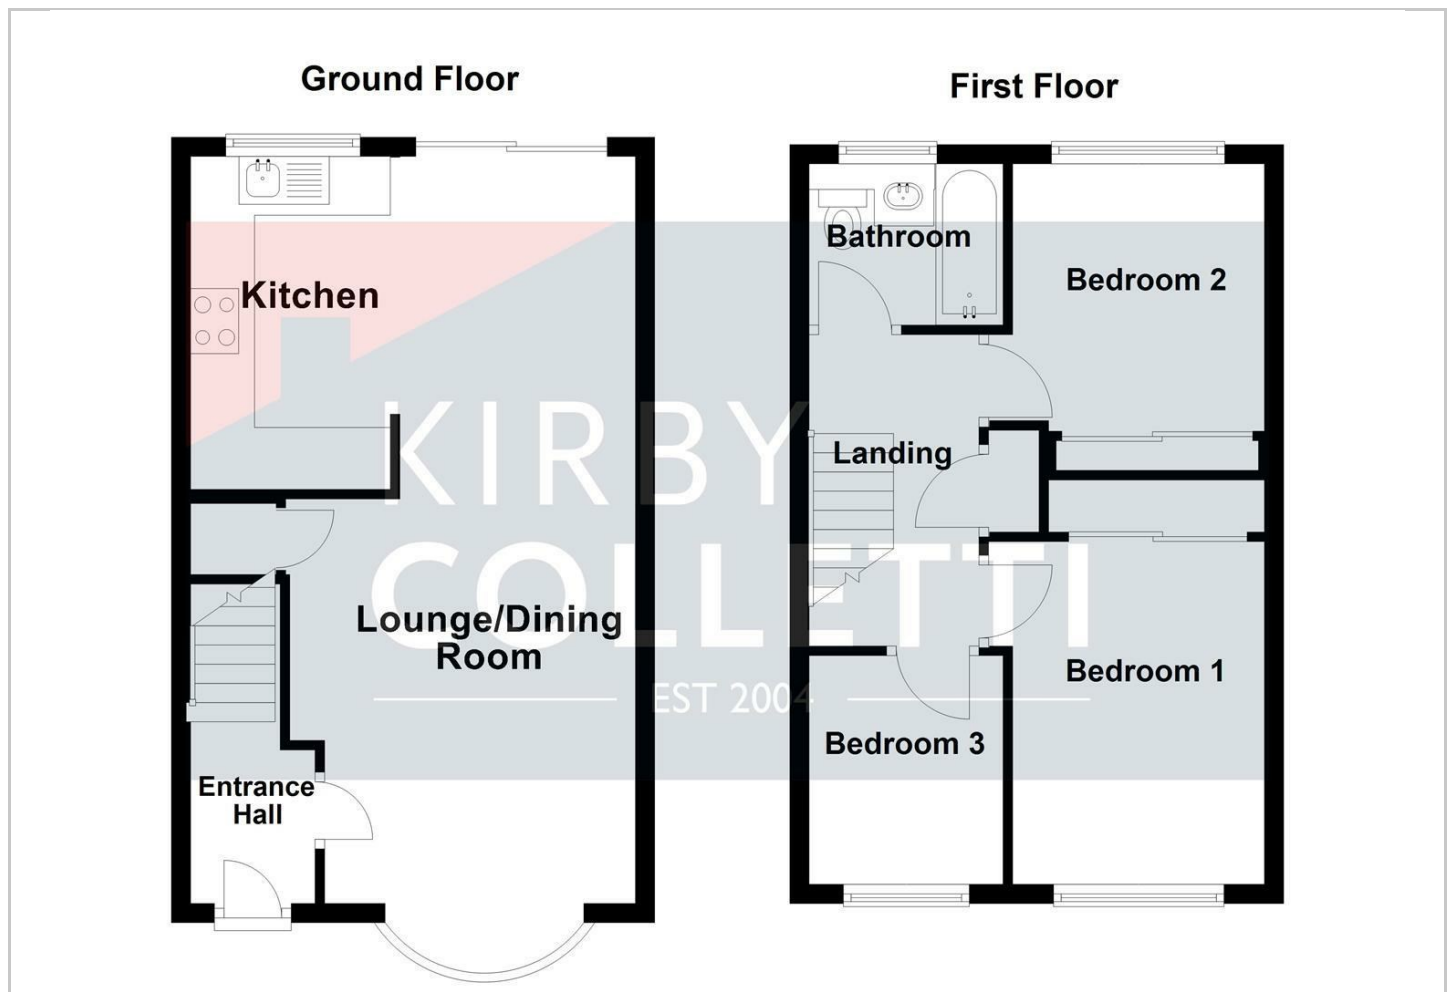 Ground Floor
First Floor
Kitchen
Lounge/Dining
Room
Entrance
Hall
Bathroom
Bedroom 2
Landing
Bedroom 1
Bedroom 3
KIRBY
COLLETTI
EST 2004